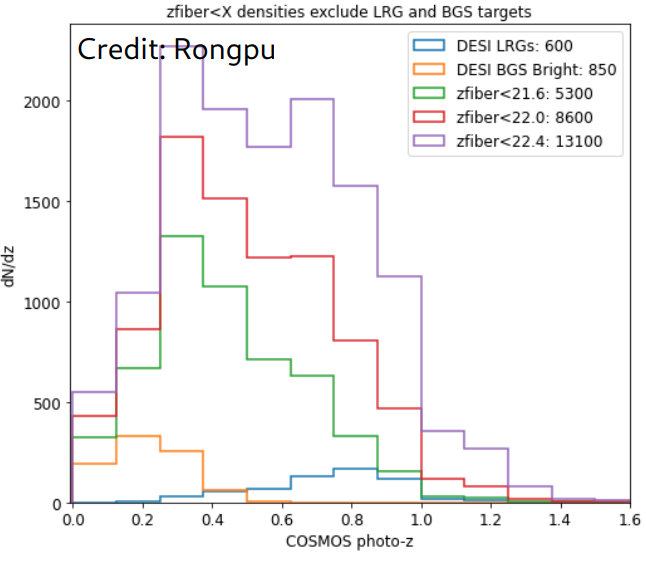 zfiber<X densities exclude LRG and BGS targets
Credit: Rongpu
DESI LRGs: 600
DESI BGS Bright: 850
zfiber<21.6: 5300
zfiber<22.0: 8600
zfiber<22.4: 13100
dN/dz
2000
1500
1000
500
0
0.0 0.2 0.4 0.6 0.8 1.0 1.2 1.4 1.6
COSMOS photo-z